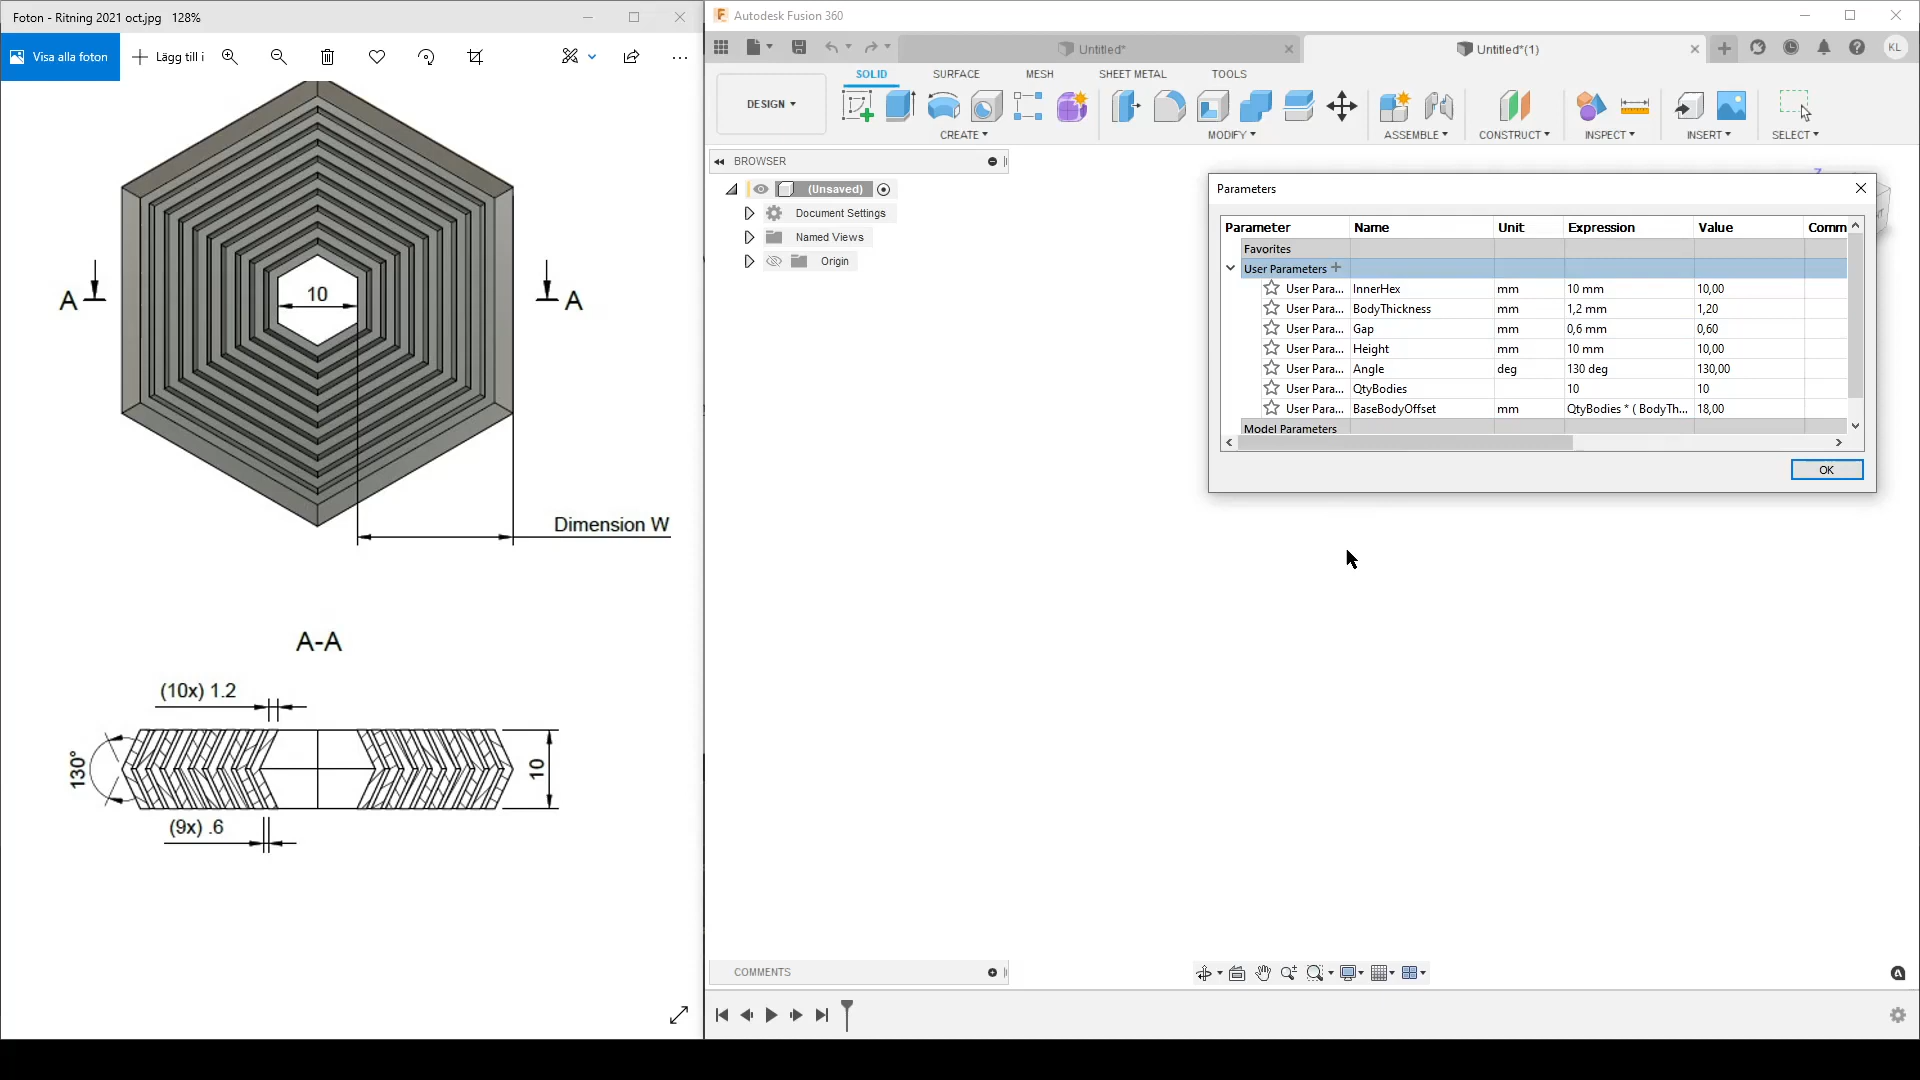 Foton - Ritning 2021 oct.jpg   128%
Visa alla foton
Lägg till i
10
A
A
Dimension W
A-A
(10x) 1.2
130°
10
(9x) .6
Autodesk Fusion 360
Untitled*
Untitled*(1)
KL
SOLID
SURFACE
MESH
SHEET METAL
TOOLS
DESIGN
CREATE
MODIFY
ASSEMBLE
CONSTRUCT
INSPECT
INSERT
SELECT
BROWSER
(Unsaved)
Document Settings
Named Views
Origin
Parameters
Parameter Name Unit Expression Value Comm
Favorites
User Parameters +
User Para... InnerHex mm 10 mm 10,00
User Para... BodyThickness mm 1,2 mm 1,20
User Para... Gap mm 0,6 mm 0,60
User Para... Height mm 10 mm 10,00
User Para... Angle deg 130 deg 130,00
User Para... QtyBodies 10 10
User Para... BaseBodyOffset mm QtyBodies * ( BodyTh... 18,00
Model Parameters
OK
COMMENTS